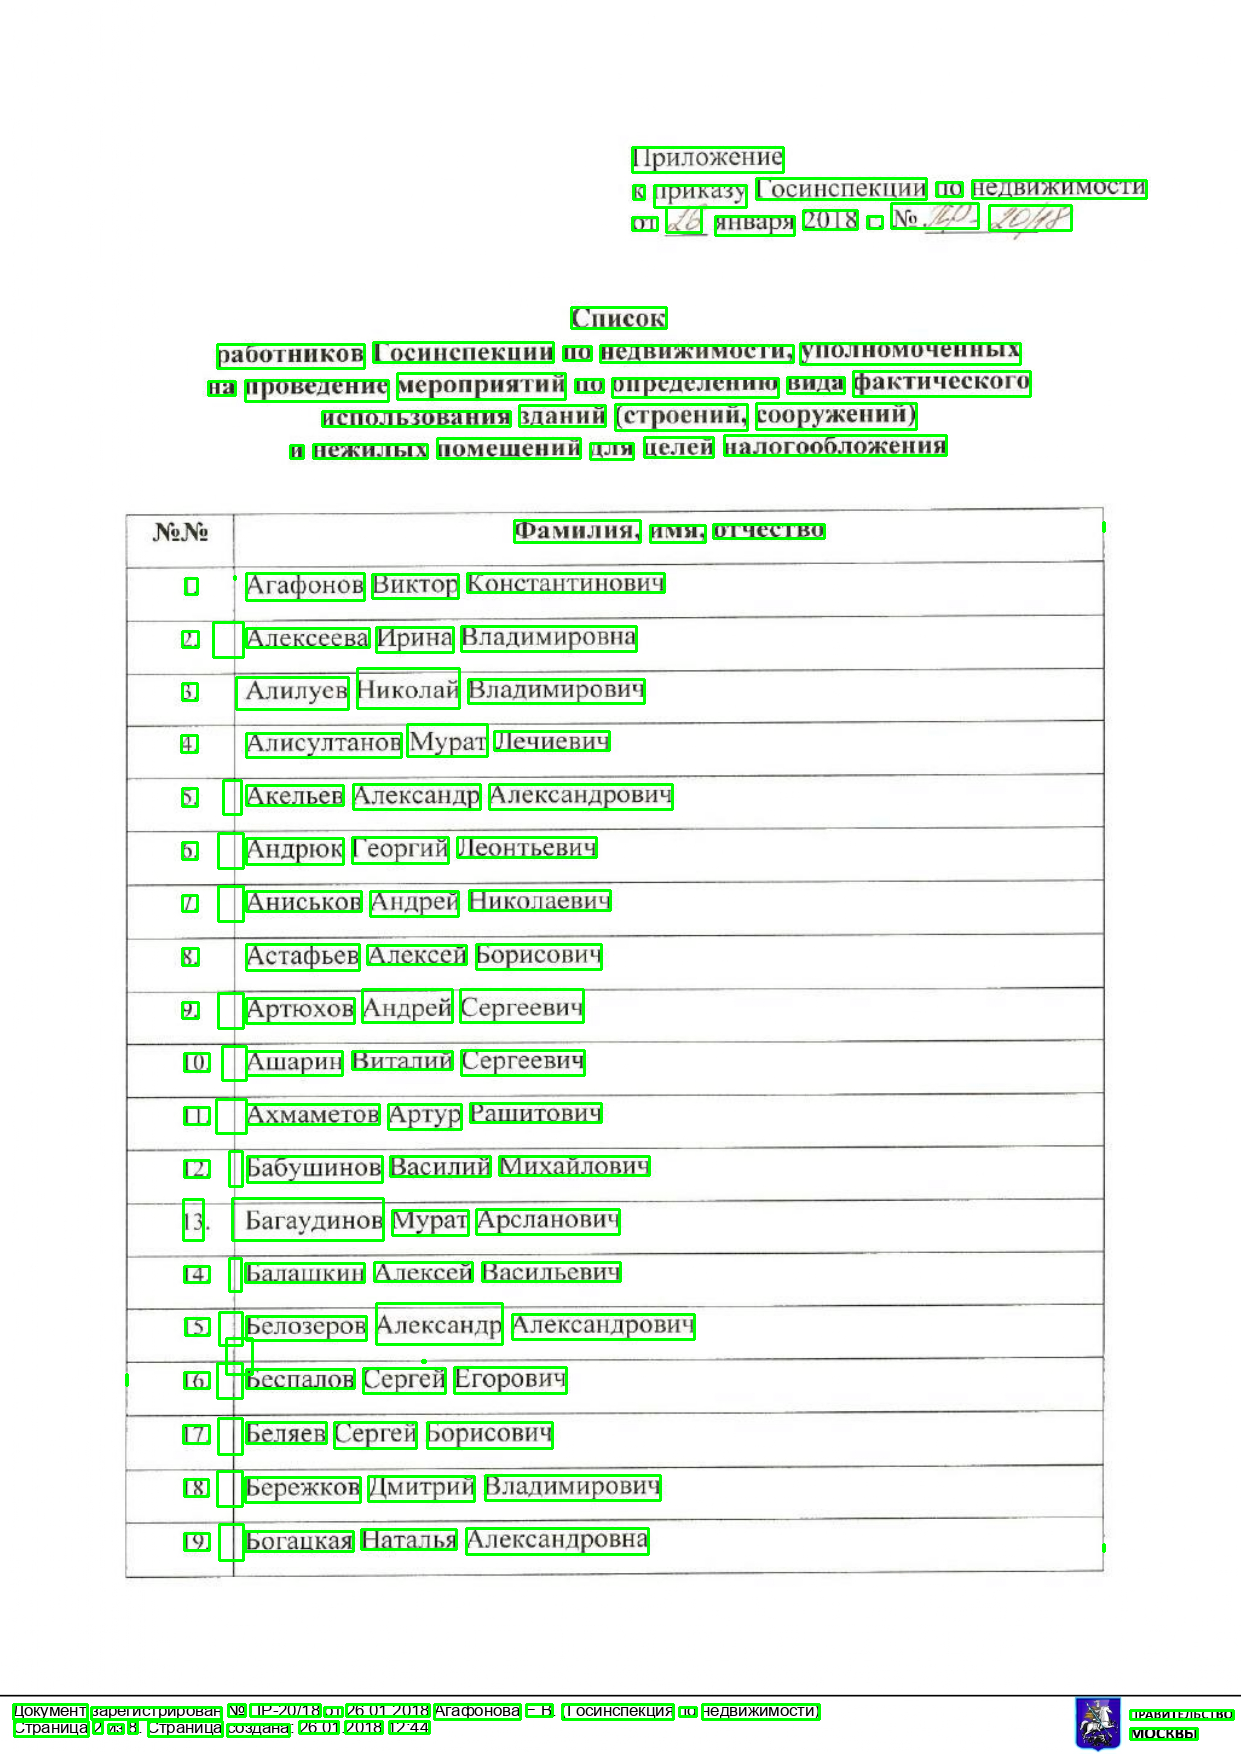 Приложение
к приказу Госинспекции по недвижимости
от 26 января 2018 г. № ПР- 20/18
Список
работников Госинспекции по недвижимости, уполномоченных
на проведение мероприятий по определению вида фактического
использования зданий (строений, сооружений)
и нежилых помещений для целей налогообложения
№№ Фамилия, имя, отчество
1. Агафонов Виктор Константинович
2. Алексеева Ирина Владимировна
3. Алилуев Николай Владимирович
4. Алисултанов Мурат Лечиевич
5. Акельев Александр Александрович
6. Андрюк Георгий Леонтьевич
7. Аниськов Андрей Николаевич
8. Астафьев Алексей Борисович
9. Артюхов Андрей Сергеевич
10. Ашарин Виталий Сергеевич
11. Ахмаметов Артур Рашитович
12. Бабушинов Василий Михайлович
13. Багаудинов Мурат Арсланович
14. Балашкин Алексей Васильевич
15. Белозеров Александр Александрович
16. Беспалов Сергей Егорович
17. Беляев Сергей Борисович
18. Бережков Дмитрий Владимирович
19. Богацкая Наталья Александровна
Документ зарегистрирован № ПР-20/18 от 26.01.2018 Агафонова Е.В. (Госинспекция по недвижимости)
Страница 2 из 8. Страница создана: 26.01.2018 12:44
ПРАВИТЕЛЬСТВО
МОСКВЫ